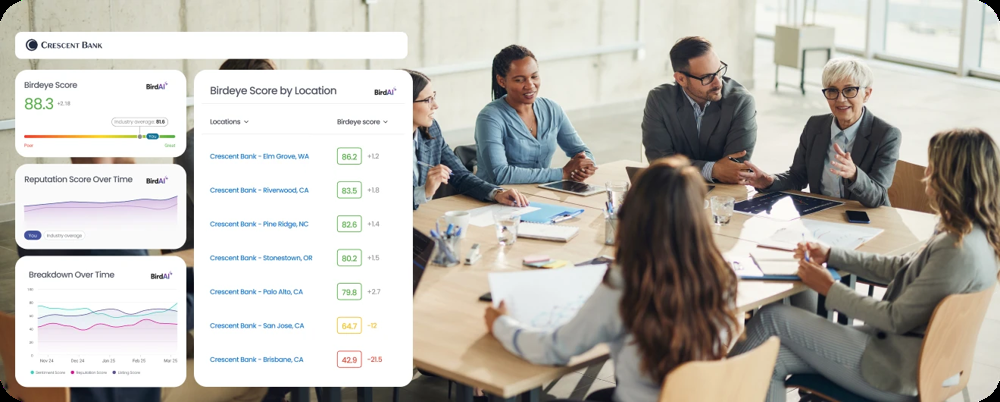 CRESCENT BANK
Birdeye Score
BirdAI
88.3 +2.18
Industry average: 81.6
You
Poor Great
Reputation Score Over Time
BirdAI
You Industry average
Breakdown Over Time
BirdAI
100
80
60
40
20
0
Nov 24 Dec 24 Jan 25 Feb 25 Mar 25
Sentiment Score Reputation Score Listing Score
Birdeye Score by Location
BirdAI
Locations Birdeye score
Crescent Bank - Elm Grove, WA 86.2 +1.2
Crescent Bank - Riverwood, CA 83.5 +1.8
Crescent Bank - Pine Ridge, NC 82.6 +1.4
Crescent Bank - Stonestown, OR 80.2 +1.5
Crescent Bank - Palo Alto, CA 79.8 +2.7
Crescent Bank - San Jose, CA 64.7 -12
Crescent Bank - Brisbane, CA 42.9 -21.5